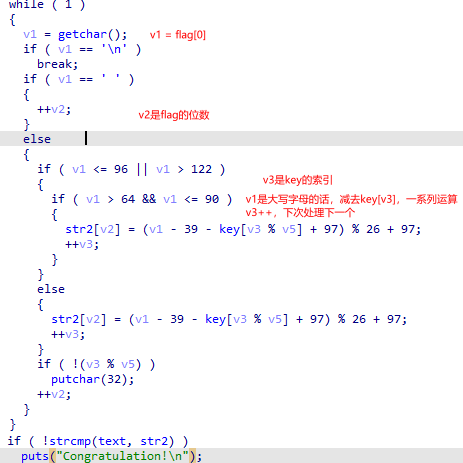 while ( 1 )
{
v1 = getchar(); v1 = flag[0]
if ( v1 == '\n' )
break;
if ( v1 == ' ' )
{
++v2;
} v2是flag的位数
else
{
if ( v1 <= 96 || v1 > 122 )
{ v3是key的索引
if ( v1 > 64 && v1 <= 90 ) v1是大写字母的话，减去key[v3]，一系列运算
{ v3++，下次处理下一个
str2[v2] = (v1 - 39 - key[v3 % v5] + 97) % 26 + 97;
++v3;
}
}
else
{
str2[v2] = (v1 - 39 - key[v3 % v5] + 97) % 26 + 97;
++v3;
}
if ( !(v3 % v5) )
putchar(32);
++v2;
}
}
if ( !strcmp(text, str2) )
puts("Congratulation!\n");